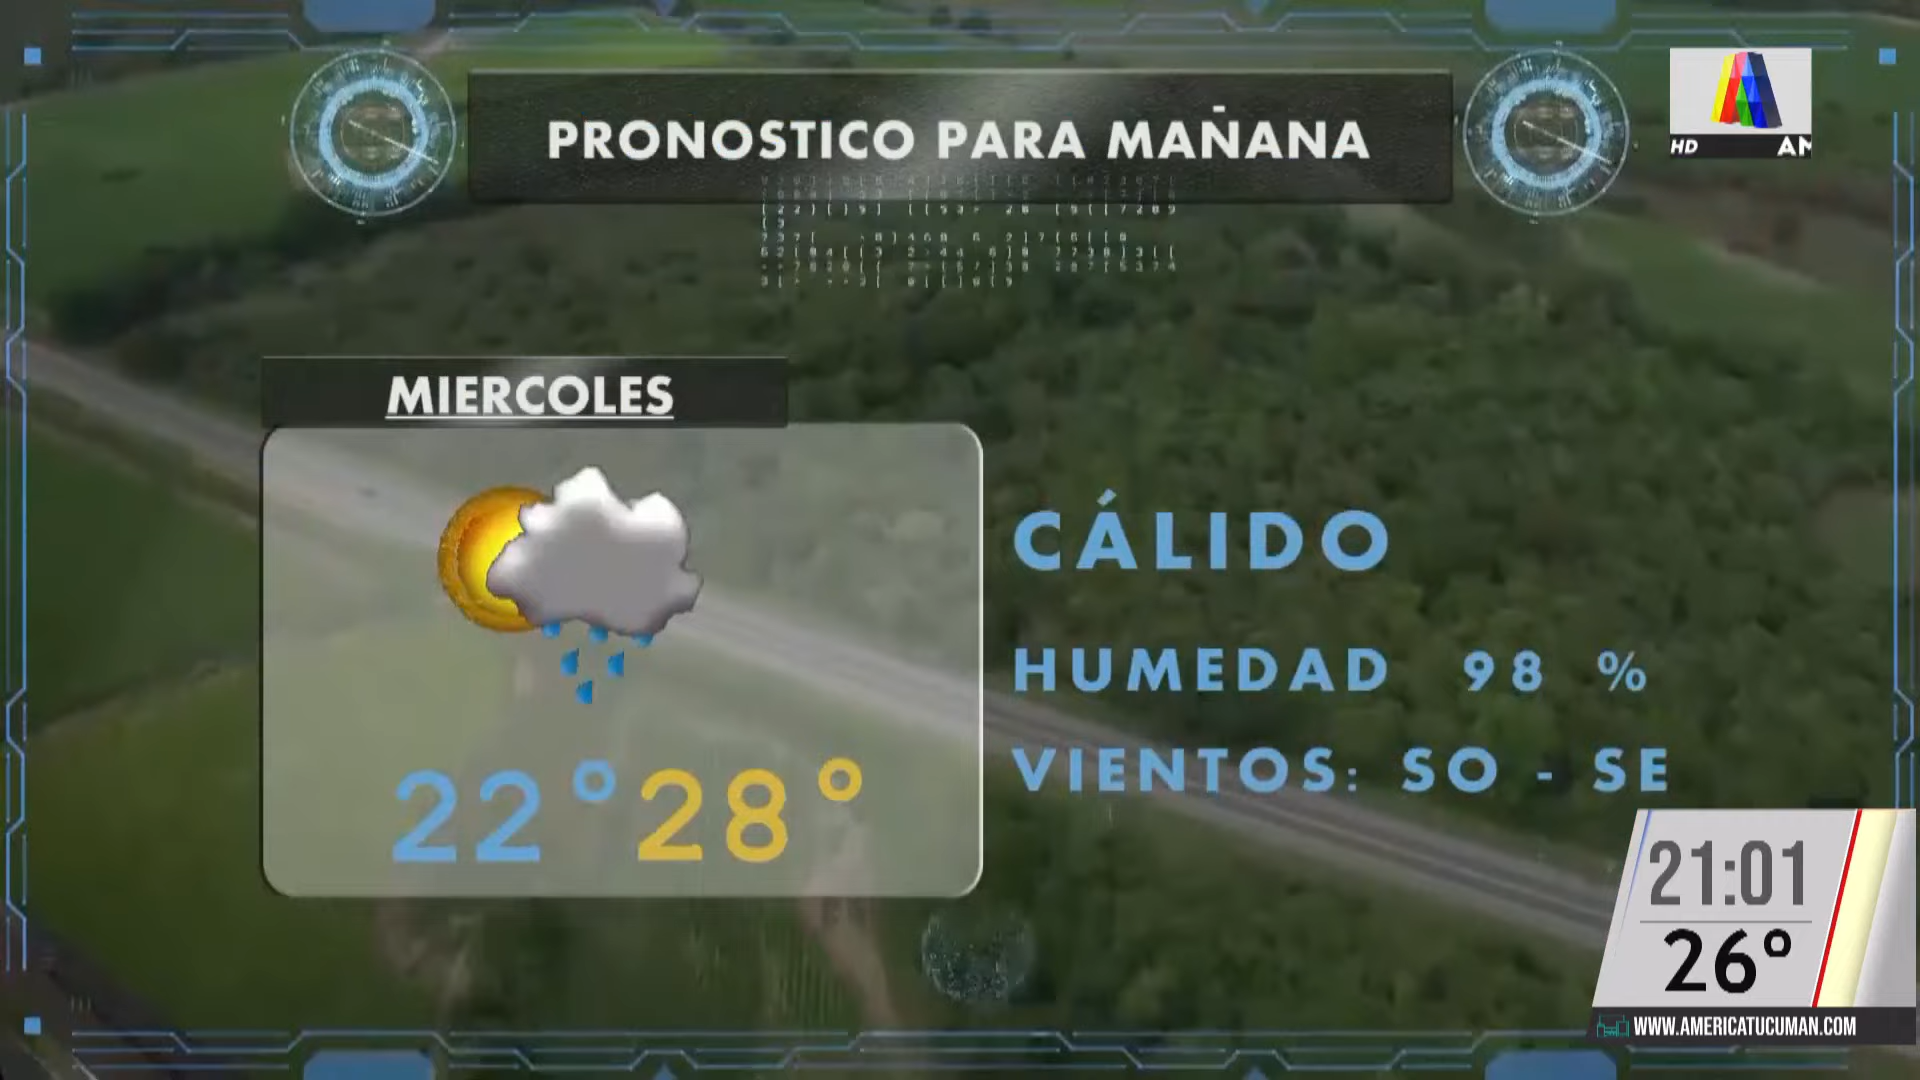 PRONOSTICO PARA MAÑANA
HD AM
MIERCOLES
22° 28°
CÁLIDO
HUMEDAD 98 %
VIENTOS: SO - SE
21:01
26°
WWW.AMERICATUCUMAN.COM